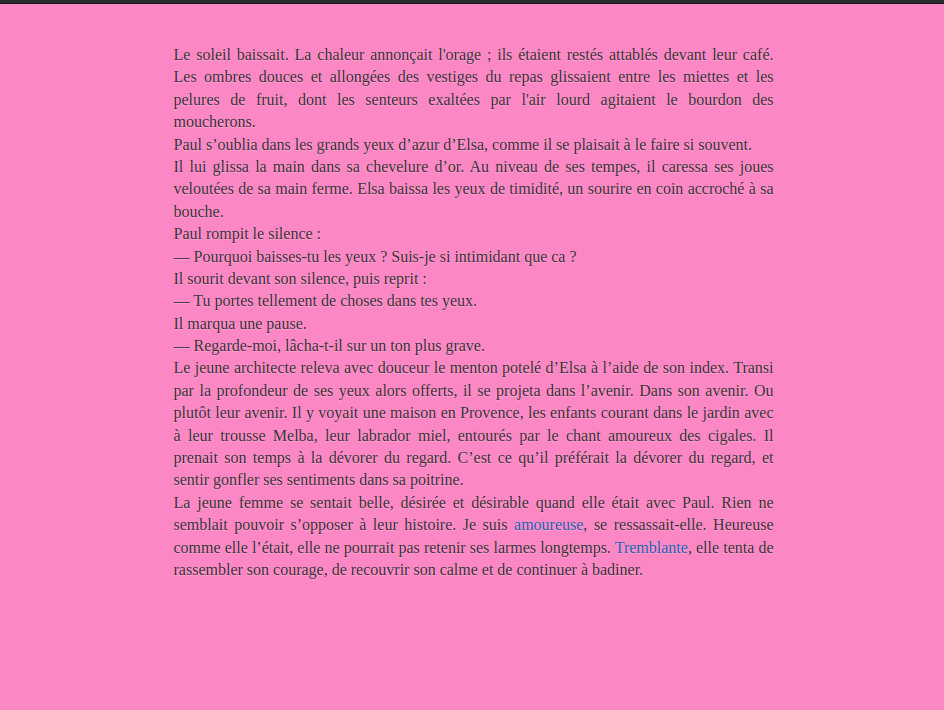 Le soleil baissait. La chaleur annonçait l'orage ; ils étaient restés attablés devant leur café.
Les ombres douces et allongées des vestiges du repas glissaient entre les miettes et les
pelures de fruit, dont les senteurs exaltées par l'air lourd agitaient le bourdon des
moucherons.
Paul s’oublia dans les grands yeux d’azur d’Elsa, comme il se plaisait à le faire si souvent.
Il lui glissa la main dans sa chevelure d’or. Au niveau de ses tempes, il caressa ses joues
veloutées de sa main ferme. Elsa baissa les yeux de timidité, un sourire en coin accroché à sa
bouche.
Paul rompit le silence :
— Pourquoi baisses-tu les yeux ? Suis-je si intimidant que ca ?
Il sourit devant son silence, puis reprit :
— Tu portes tellement de choses dans tes yeux.
Il marqua une pause.
— Regarde-moi, lâcha-t-il sur un ton plus grave.
Le jeune architecte releva avec douceur le menton potelé d’Elsa à l’aide de son index. Transi
par la profondeur de ses yeux alors offerts, il se projeta dans l’avenir. Dans son avenir. Ou
plutôt leur avenir. Il y voyait une maison en Provence, les enfants courant dans le jardin avec
à leur trousse Melba, leur labrador miel, entourés par le chant amoureux des cigales. Il
prenait son temps à la dévorer du regard. C’est ce qu’il préférait la dévorer du regard, et
sentir gonfler ses sentiments dans sa poitrine.
La jeune femme se sentait belle, désirée et désirable quand elle était avec Paul. Rien ne
semblait pouvoir s’opposer à leur histoire. Je suis amoureuse, se ressassait-elle. Heureuse
comme elle l’était, elle ne pourrait pas retenir ses larmes longtemps. Tremblante, elle tenta de
rassembler son courage, de recouvrir son calme et de continuer à badiner.